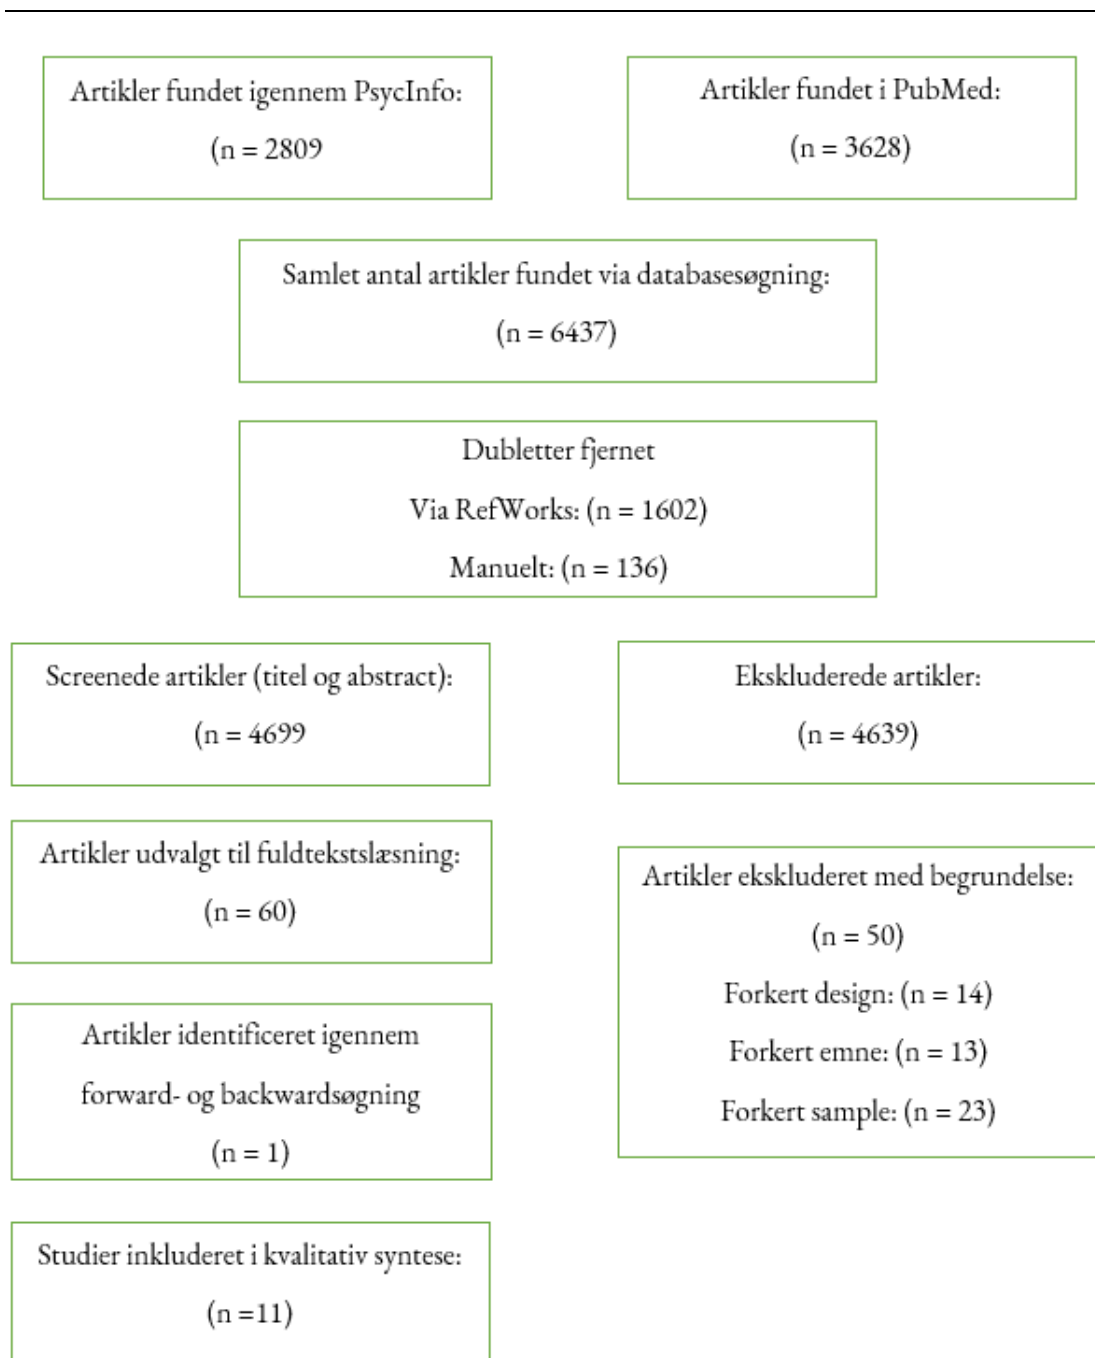 Artikler fundet igennem PsycInfo:
(n = 2809
Artikler fundet i PubMed:
(n = 3628)
Samlet antal artikler fundet via databasesøgning:
(n = 6437)
Dubletter fjernet
Via RefWorks: (n = 1602)
Manuelt: (n = 136)
Screenede artikler (titel og abstract):
(n = 4699
Ekskluderede artikler:
(n = 4639)
Artikler udvalgt til fuldtekstslæsning:
(n = 60)
Artikler ekskluderet med begrundelse:
(n = 50)
Forkert design: (n = 14)
Forkert emne: (n = 13)
Forkert sample: (n = 23)
Artikler identificeret igennem
forward- og backwardsøgning
(n = 1)
Studier inkluderet i kvalitativ syntese:
(n =11)